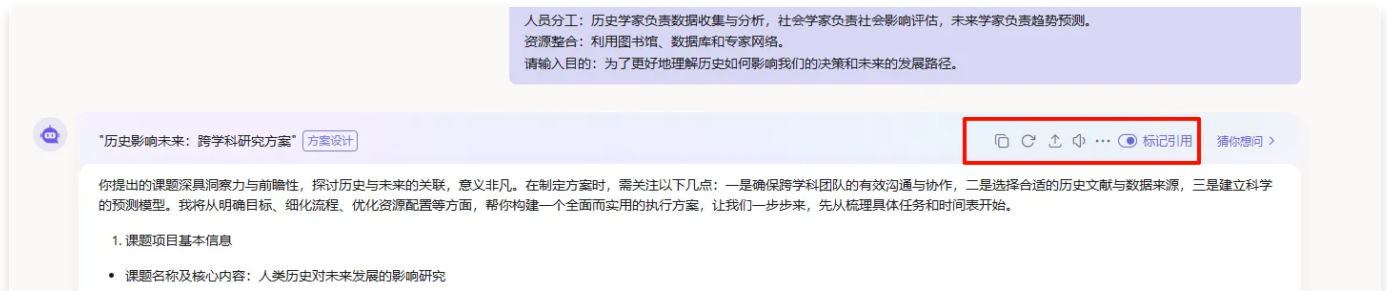 人员分工：历史学家负责数据收集与分析，社会学家负责社会影响评估，未来学家负责趋势预测。
资源整合：利用图书馆、数据库和专家网络。
请输入目的：为了更好地理解历史如何影响我们的决策和未来的发展路径。
"历史影响未来：跨学科研究方案" 方案设计 标记引用 猜你想问 >
你提出的课题深具洞察力与前瞻性，探讨历史与未来的关联，意义非凡。在制定方案时，需关注以下几点：一是确保跨学科团队的有效沟通与协作，二是选择合适的历史文献与数据来源，三是建立科学
的预测模型。我将从明确目标、细化流程、优化资源配置等方面，帮你构建一个全面而实用的执行方案，让我们一步步来，先从梳理具体任务和时间表开始。
1. 课题项目基本信息
• 课题名称及核心内容：人类历史对未来发展的影响研究